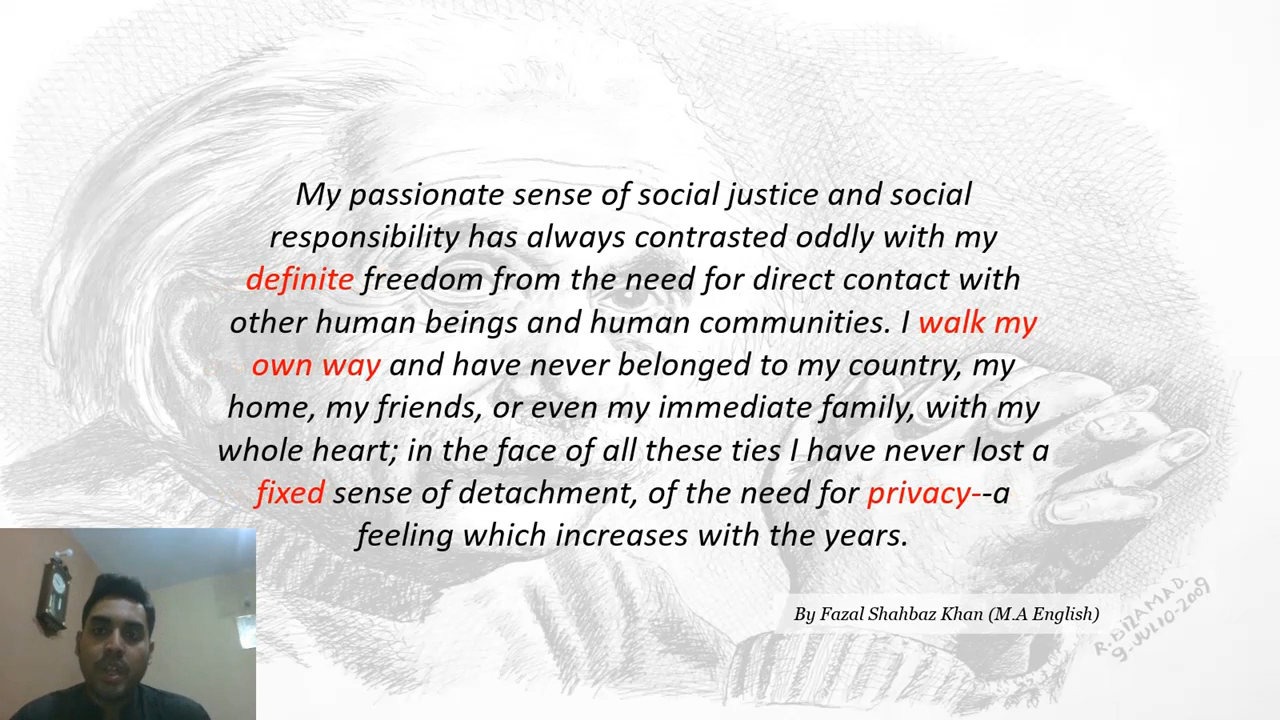 My passionate sense of social justice and social
responsibility has always contrasted oddly with my
definite freedom from the need for direct contact with
other human beings and human communities. I walk my
own way and have never belonged to my country, my
home, my friends, or even my immediate family, with my
whole heart; in the face of all these ties I have never lost a
fixed sense of detachment, of the need for privacy--a
feeling which increases with the years.
By Fazal Shahbaz Khan (M.A English)
R. DIZAMA D.
9-JULIO-2009